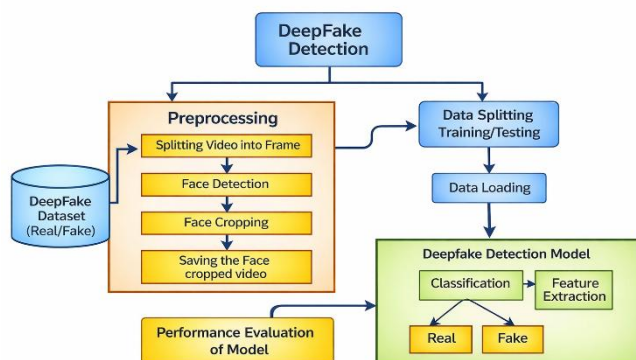 DeepFake
Detection
Preprocessing
Splitting Video into Frame
Face Detection
Face Cropping
Saving the Face
cropped video
DeepFake
Dataset
(Real/Fake)
Data Splitting
Training/Testing
Data Loading
Deepfake Detection Model
Classification
Feature
Extraction
Real
Fake
Performance Evaluation
of Model